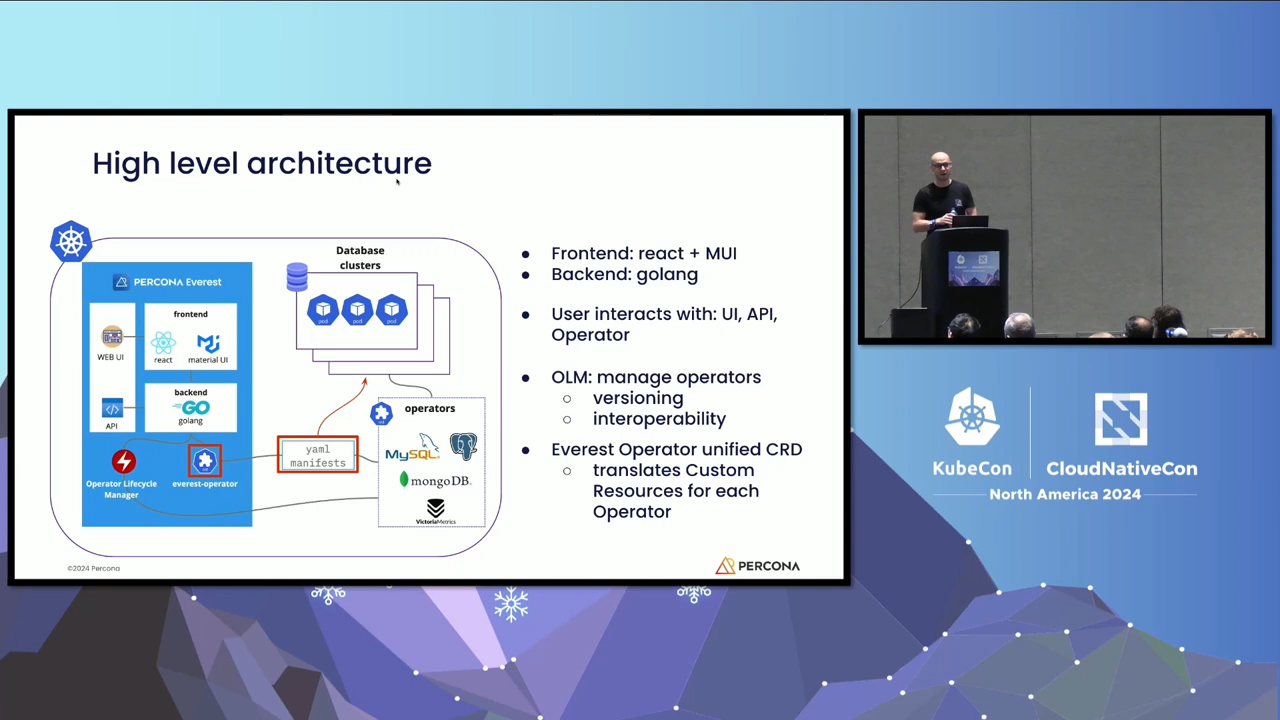 High level architecture
PERCONA Everest
frontend
WEB UI
react
material UI
backend
GO
golang
API
Operator Lifecycle
Manager
everest-operator
Database
clusters
pod
pod
pod
yaml
manifests
operators
MySQL
mongoDB
VictoriaMetrics
Frontend: react + MUI
Backend: golang
User interacts with: UI, API,
Operator
OLM: manage operators
versioning
interoperability
Everest Operator unified CRD
translates Custom
Resources for each
Operator
©2024 Percona
PERCONA
KubeCon
CloudNativeCon
North America 2024